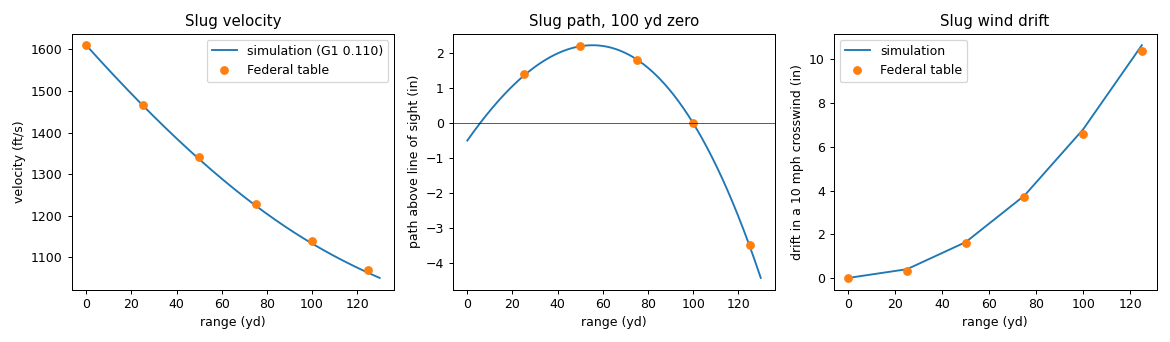 Slug velocity
1600
1500
1400
1300
1200
1100
velocity (ft/s)
simulation (G1 0.110)
Federal table
0 20 40 60 80 100 120
range (yd)
Slug path, 100 yd zero
2
1
0
−1
−2
−3
−4
path above line of sight (in)
0 20 40 60 80 100 120
range (yd)
Slug wind drift
10
8
6
4
2
0
drift in a 10 mph crosswind (in)
simulation
Federal table
0 20 40 60 80 100 120
range (yd)